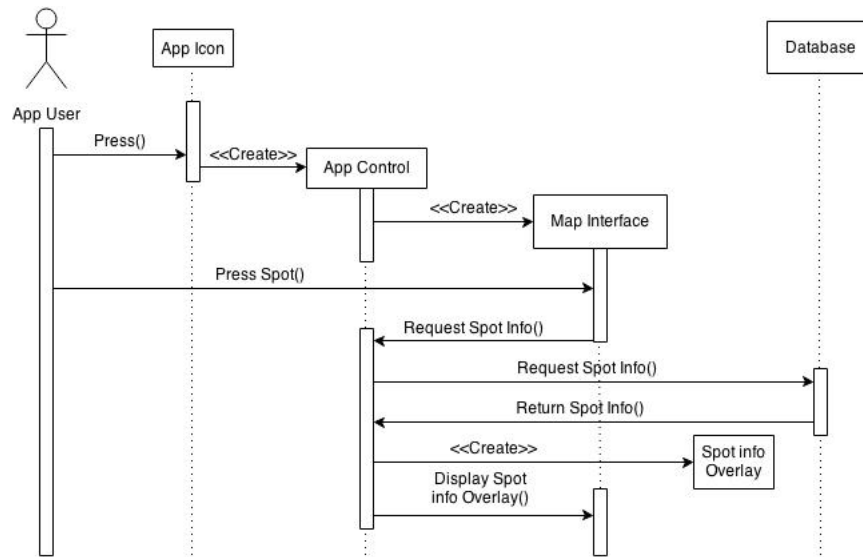 App Icon
Database
App User
Press()
<<Create>>
App Control
<<Create>>
Map Interface
Press Spot()
Request Spot Info()
Request Spot Info()
Return Spot Info()
<<Create>>
Spot info
Overlay
Display Spot
info Overlay()